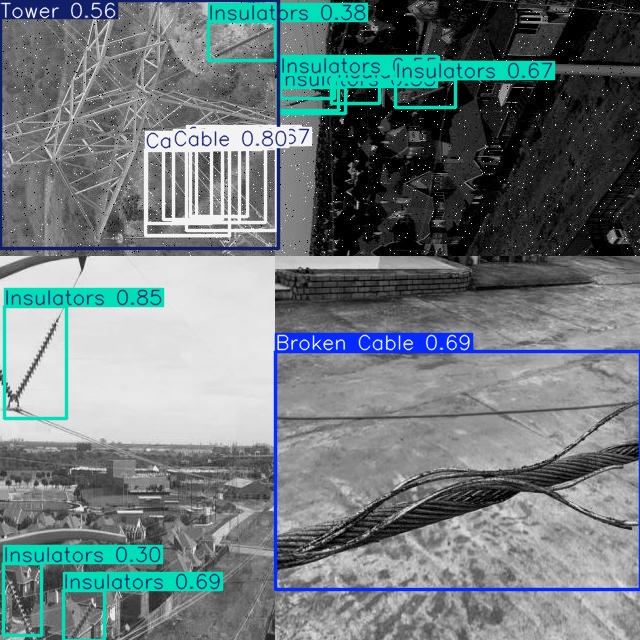 Tower 0.56
Insulators 0.38
Insulators
Insulators 0.67
Cable 0.80
Insulators 0.85
Broken Cable 0.69
Insulators 0.30
Insulators 0.69